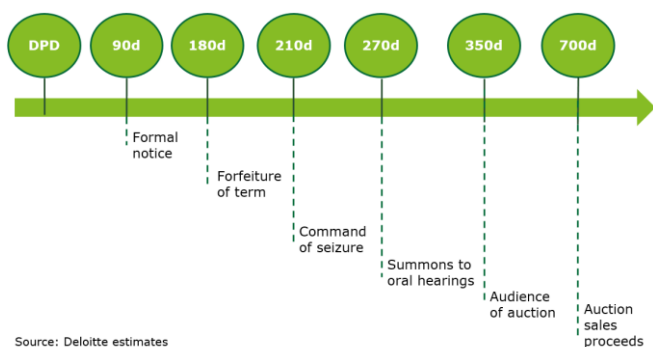 DPD
90d
180d
210d
270d
350d
700d
Formal
notice
Forfeiture
of term
Command
of seizure
Summons to
oral hearings
Audience
of auction
Auction
sales
proceeds
Source: Deloitte estimates